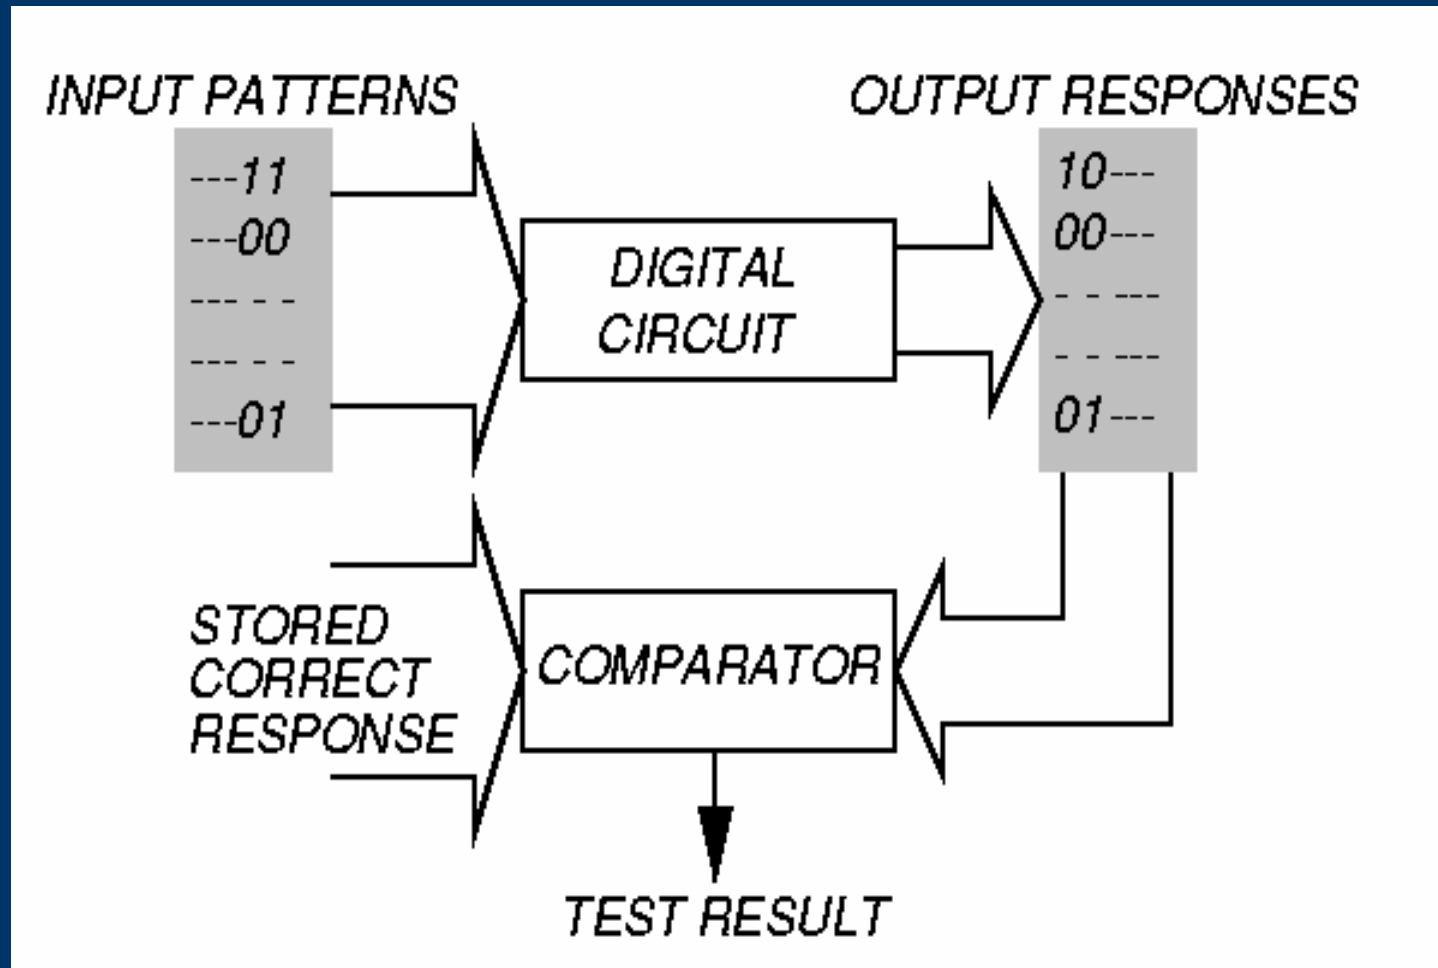 INPUT PATTERNS
---11
---00
--- - -
--- - -
---01
DIGITAL
CIRCUIT
OUTPUT RESPONSES
10---
00---
- - ---
- - ---
01---
STORED
CORRECT
RESPONSE
COMPARATOR
TEST RESULT